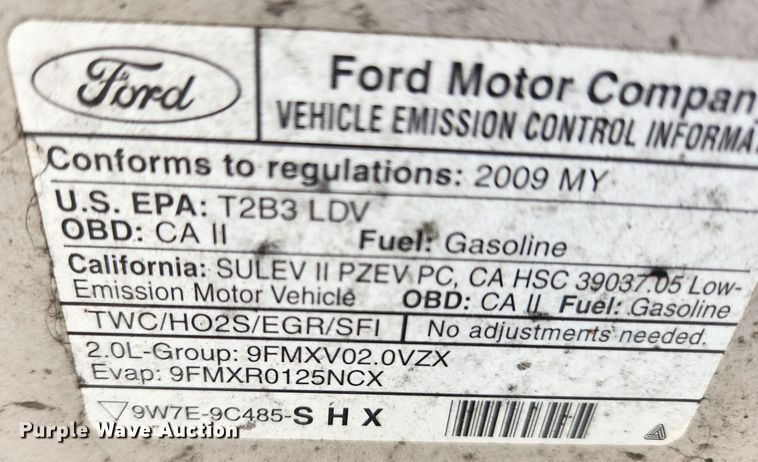 Ford
Ford Motor Compan
VEHICLE EMISSION CONTROL INFORMA
Conforms to regulations: 2009 MY
U.S. EPA: T2B3 LDV
OBD: CA II Fuel: Gasoline
California: SULEV II PZEV PC, CA HSC 39037.05 Low-
Emission Motor Vehicle OBD: CA II Fuel: Gasoline
TWC/HO2S/EGR/SFI No adjustments needed.
2.0L-Group: 9FMXV02.0VZX
Evap: 9FMXR0125NCX
9W7E-9C485-S H X
Purple Wave Auction